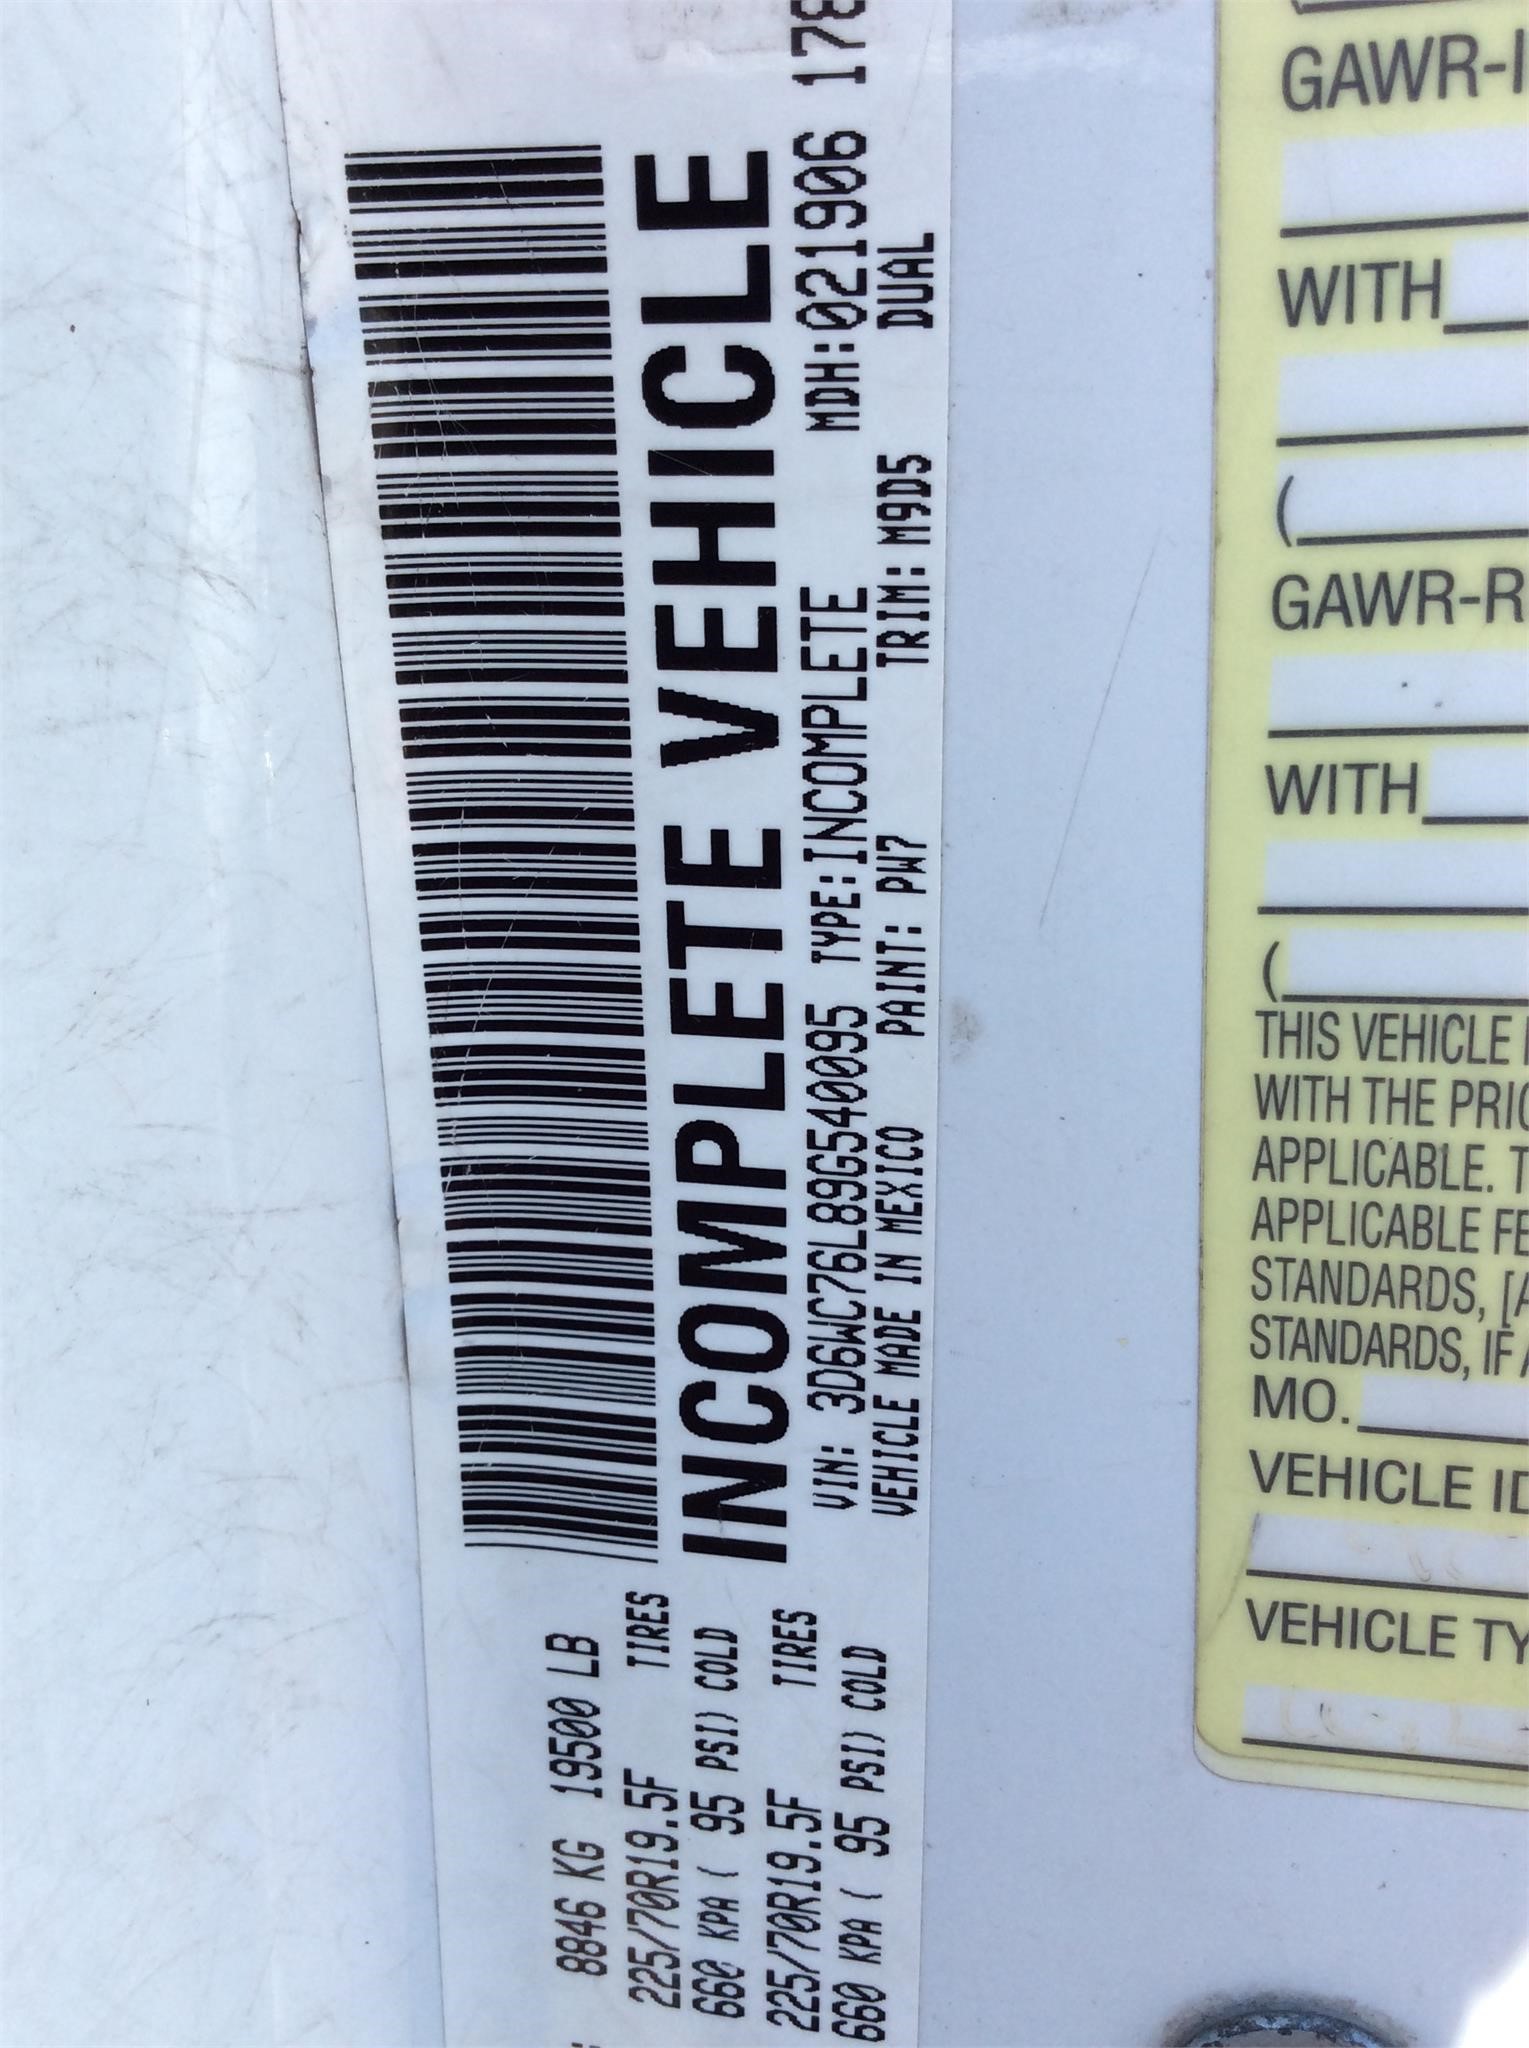 8846 KG 19500 LB
225/70R19.5F TIRES
660 KPA ( 95 PSI) COLD
225/70R19.5F TIRES
660 KPA ( 95 PSI) COLD
INCOMPLETE VEHICLE
VIN: 3D6WC76L89G540095 TYPE:INCOMPLETE MDH:021906 178
VEHICLE MADE IN MEXICO PAINT: PW7 TRIM: M9D5 DUAL
GAWR-
WITH
(
GAWR-R
WITH
(
THIS VEHICLE
WITH THE PRIC
APPLICABLE. T
APPLICABLE FE
STANDARDS, [A
STANDARDS, IF A
MO.
VEHICLE ID
VEHICLE TY